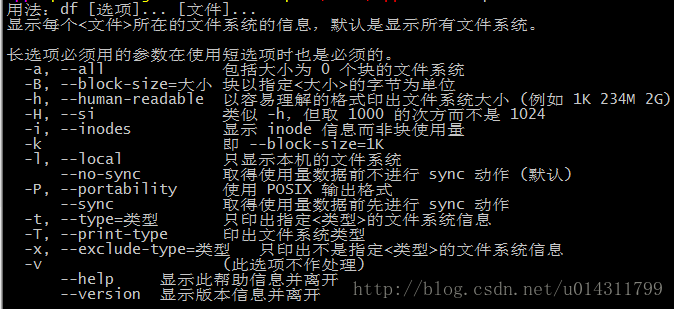 用法：df [选项]... [文件]...
显示每个<文件>所在的文件系统的信息，默认是显示所有文件系统。
长选项必须用的参数在使用短选项时也是必须的。
-a, --all 包括大小为 0 个块的文件系统
-B, --block-size=大小 块以指定<大小>的字节为单位
-h, --human-readable 以容易理解的格式印出文件系统大小 (例如 1K 234M 2G)
-H, --si 类似 -h，但取 1000 的次方而不是 1024
-i, --inodes 显示 inode 信息而非块使用量
-k 即 --block-size=1K
-l, --local 只显示本机的文件系统
--no-sync 取得使用量数据前不进行 sync 动作 (默认)
-P, --portability 使用 POSIX 输出格式
--sync 取得使用量数据前先进行 sync 动作
-t, --type=类型 只印出指定<类型>的文件系统信息
-T, --print-type 印出文件系统类型
-x, --exclude-type=类型 只印出不是指定<类型>的文件系统信息
-v (此选项不作处理)
--help 显示此帮助信息并离开
--version 显示版本信息并离开
http://blog.csdn.net/u014311799